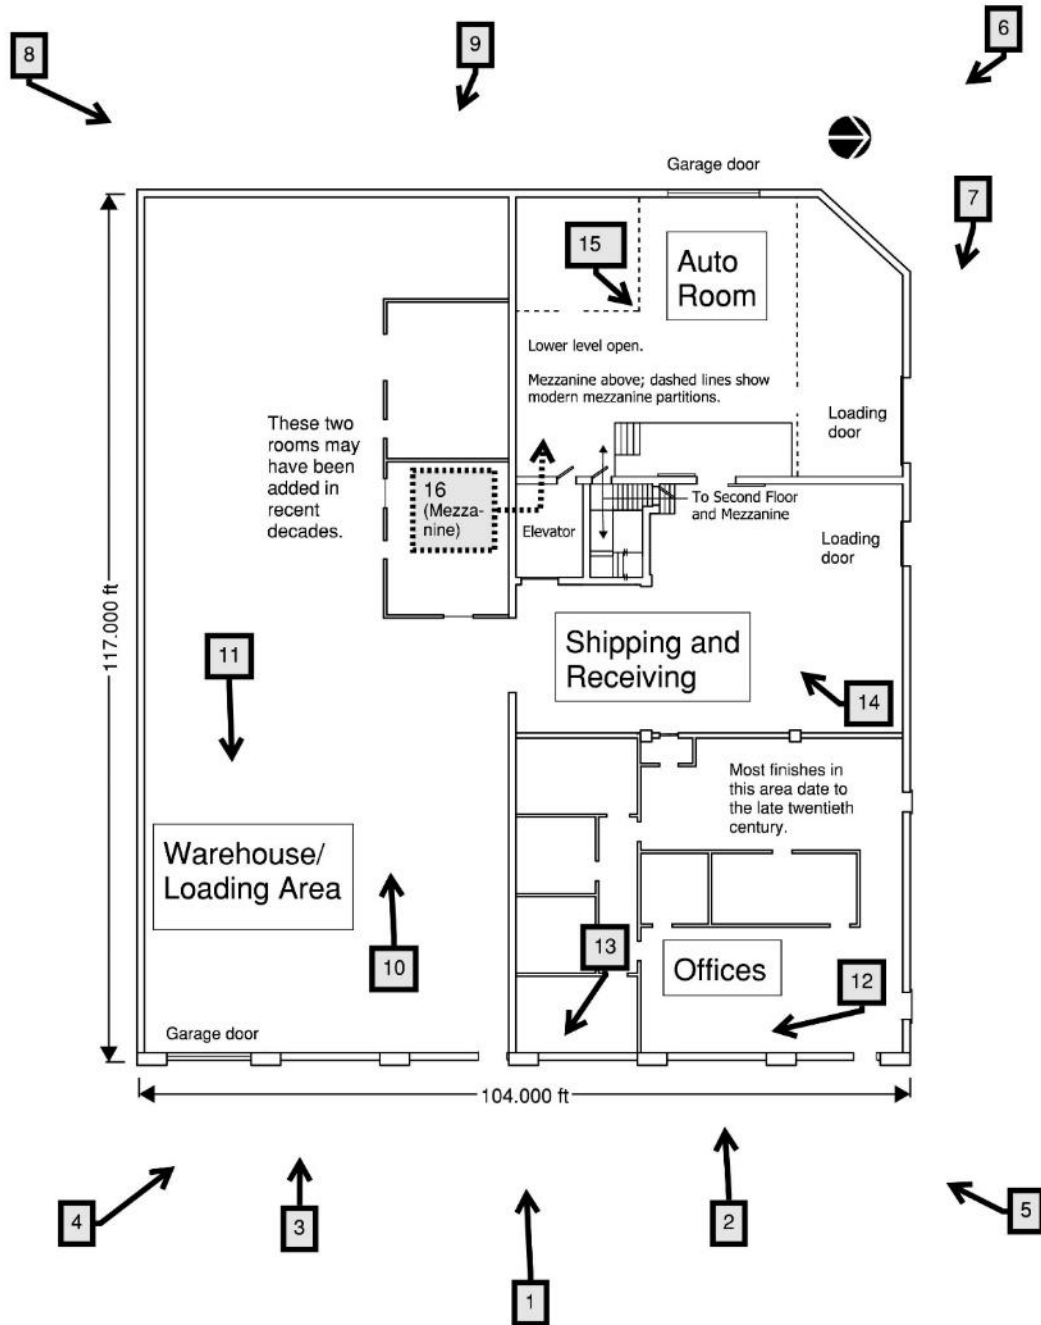 8
9
6
7
Garage door
15
Auto
Room
Lower level open.
Mezzanine above; dashed lines show
modern mezzanine partitions.
Loading
door
These two
rooms may
have been
added in
recent
decades.
16
(Mezza-
nine)
Elevator
To Second Floor
and Mezzanine
Loading
door
117.000 ft
11
Shipping and
Receiving
14
Most finishes in
this area date to
the late twentieth
century.
Warehouse/
Loading Area
10
13
Offices
12
Garage door
104.000 ft
4
3
1
2
5